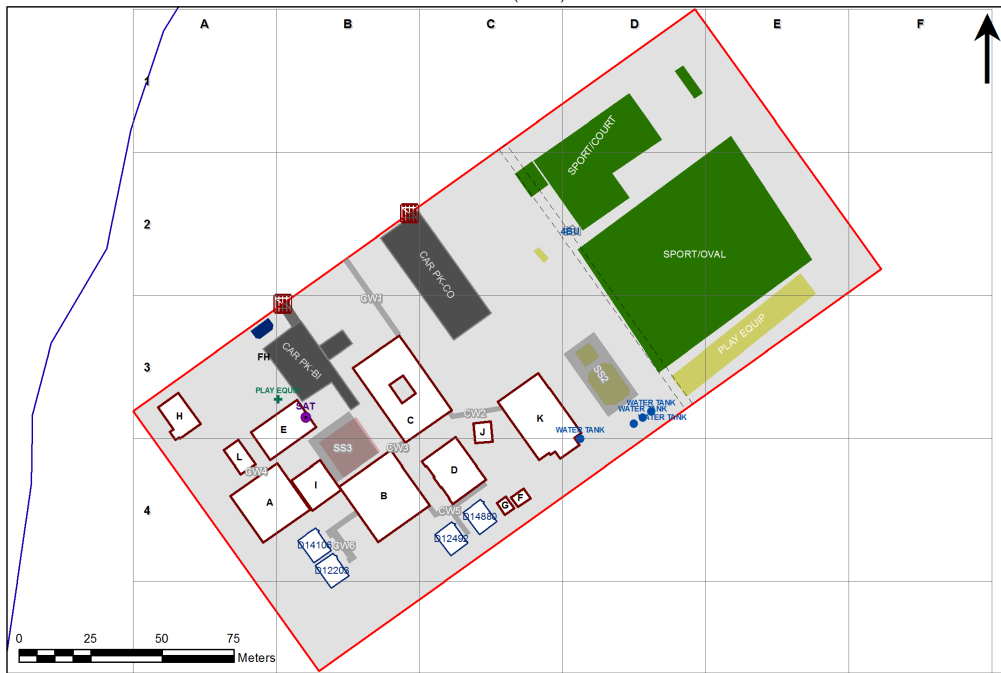 A B C D E F
1
SPORT/COURT
2
4BU
SPORT/OVAL
CAR PK-CO
CW1
PLAY EQUIP
3
FH
CAR PK-BI
SS2
PLAY EQUIP
SAT
WATER TANK
WATER TANK
WATER TANK
WATER TANK
H
E
C
CW2
K
J
L
SS3
CW3
CW4
D
A
I
B
G
F
4
CW5
D14880
D12492
D14106
CW6
D12203
0 25 50 75
Meters